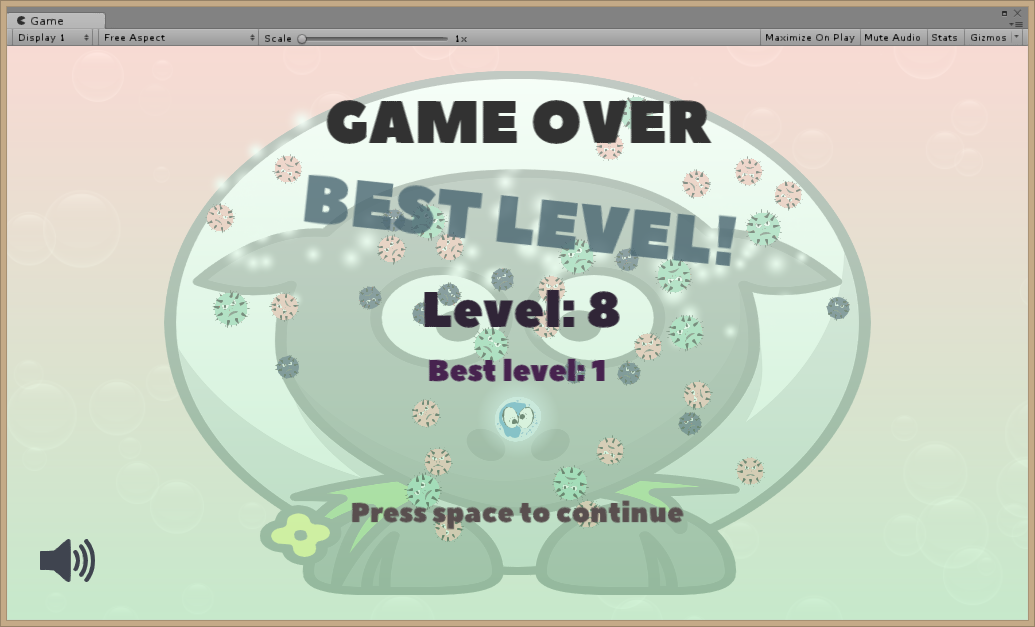 Game
Display 1 Free Aspect Scale 1x Maximize On Play Mute Audio Stats Gizmos
GAME OVER
BEST LEVEL!
Level: 8
Best level: 1
Press space to continue